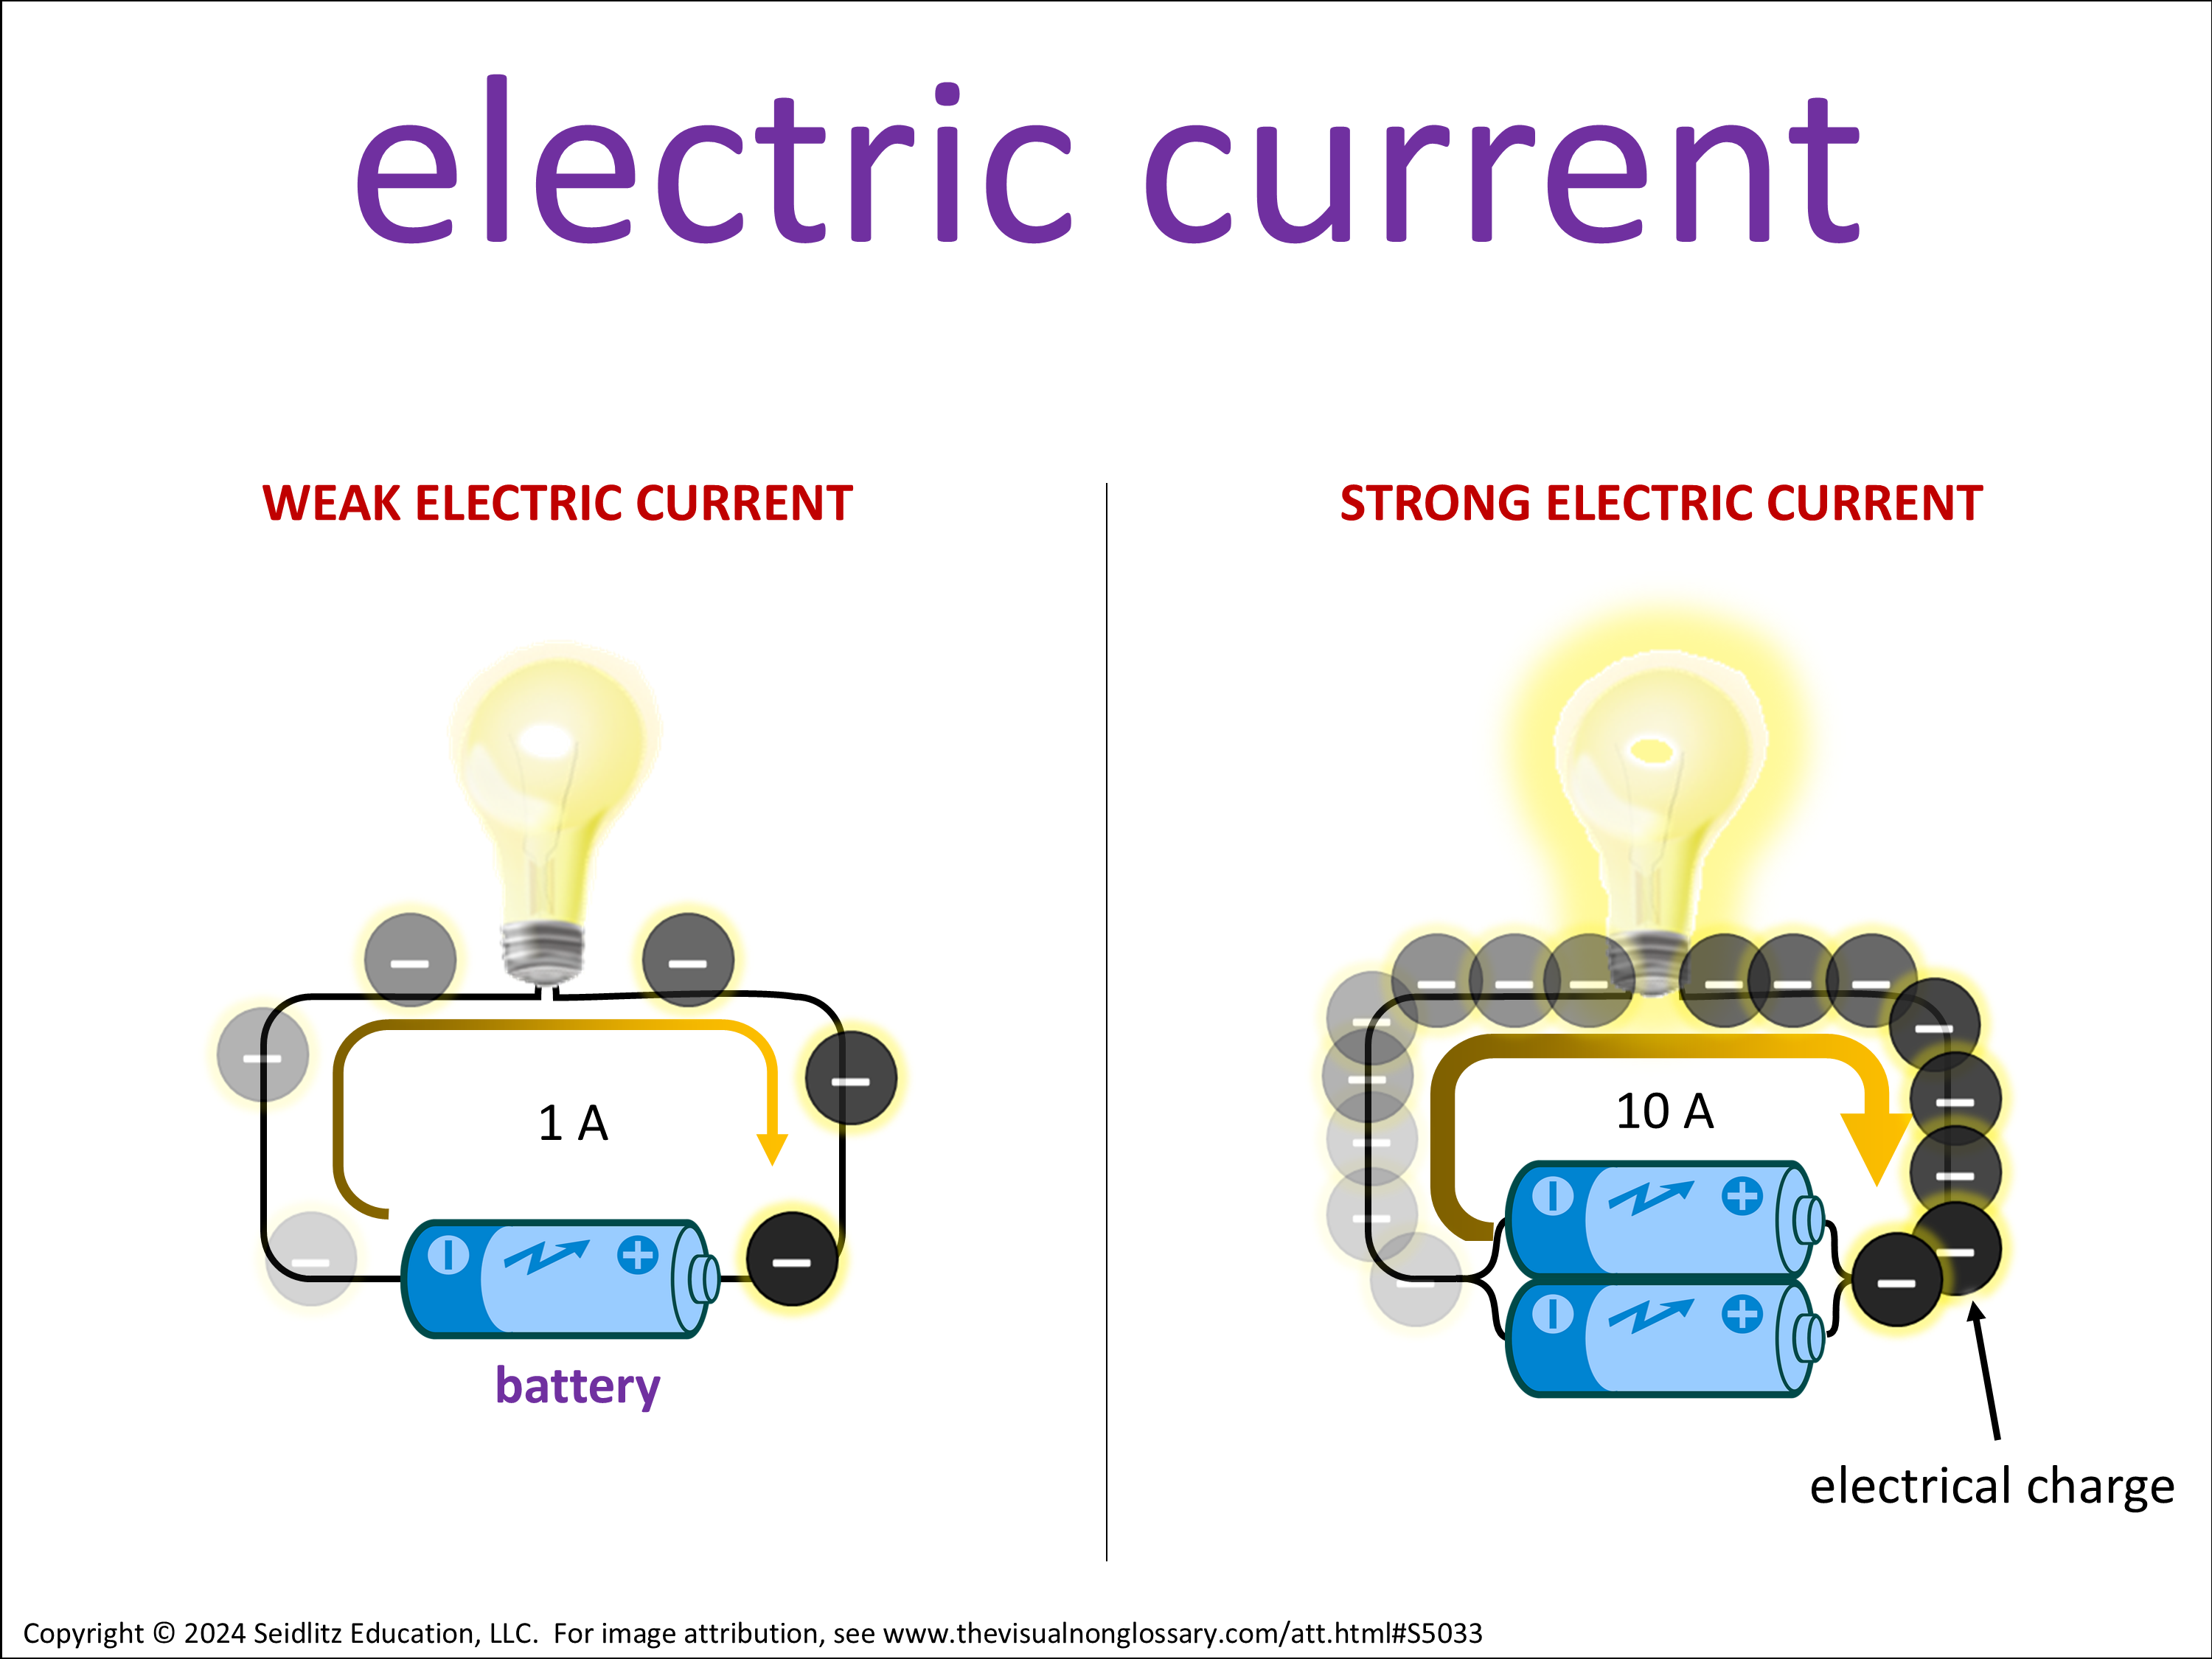 electric current
WEAK ELECTRIC CURRENT
STRONG ELECTRIC CURRENT
1 A
battery
10 A
electrical charge
Copyright © 2024 Seidlitz Education, LLC.  For image attribution, see www.thevisualnonglossary.com/att.html#S5033